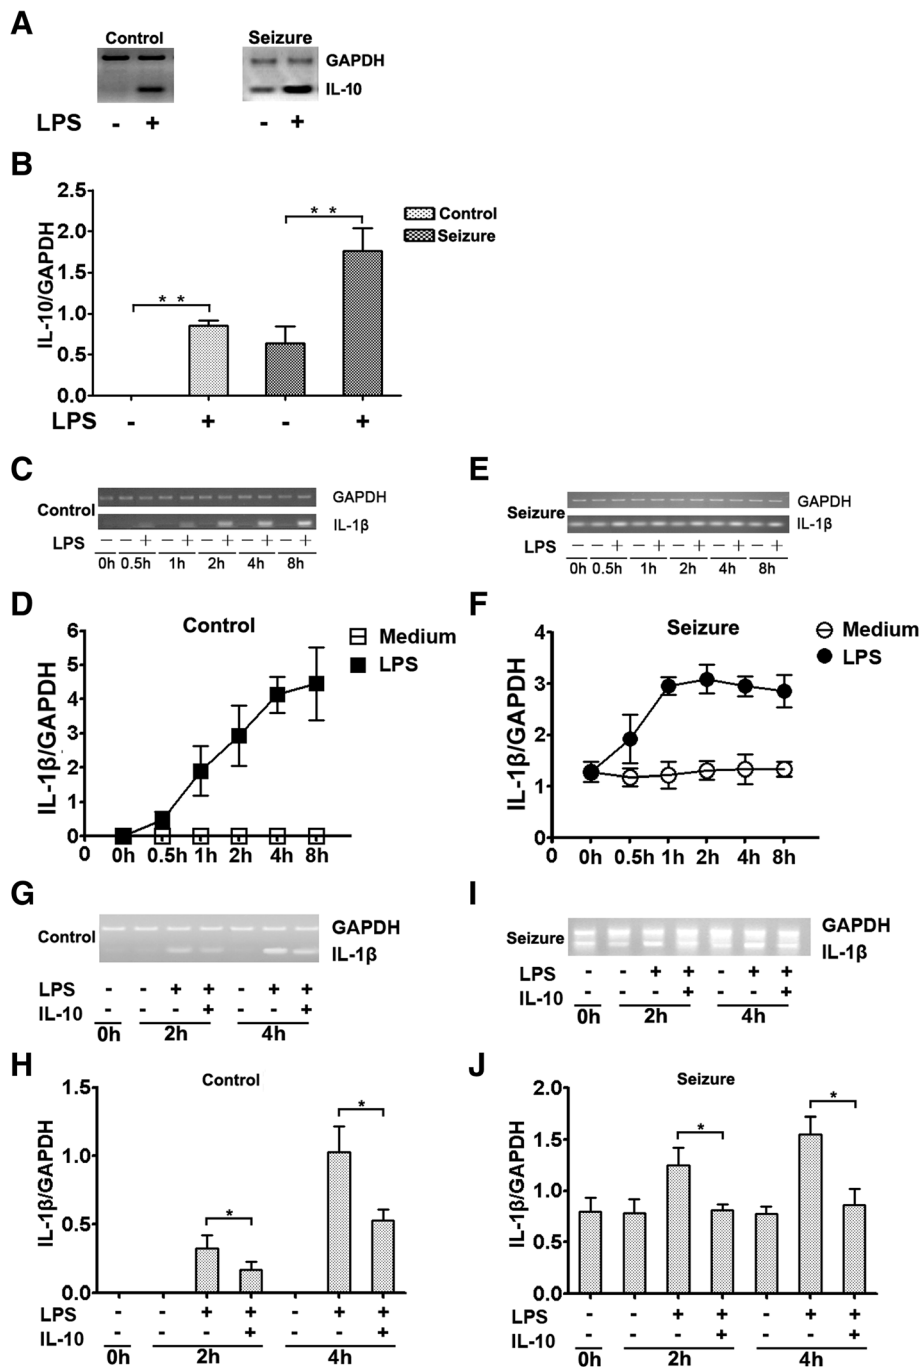 A
Control
Seizure
GAPDH
IL-10
LPS - + - +
B
IL-10/GAPDH
2.5
2.0
1.5
1.0
0.5
0.0
* *
* *
Control
Seizure
LPS - + - +
C
Control
GAPDH
IL-1β
LPS − − + − + − + − + − +
0h 0.5h 1h 2h 4h 8h
E
Seizure
GAPDH
IL-1β
LPS − − + − + − + − + − +
0h 0.5h 1h 2h 4h 8h
D
Control
IL-1β/GAPDH
6
5
4
3
2
1
0
0 0h 0.5h 1h 2h 4h 8h
Medium
LPS
F
Seizure
IL-1β/GAPDH
4
3
2
1
0
0 0h 0.5h 1h 2h 4h 8h
Medium
LPS
G
Control
GAPDH
IL-1β
LPS - - + + - + +
IL-10 - - - + - - +
0h 2h 4h
I
Seizure
GAPDH
IL-1β
LPS - - + + - + +
IL-10 - - - + - - +
0h 2h 4h
H
Control
IL-1β/GAPDH
1.5
1.0
0.5
0.0
*
*
LPS - - + + - + +
IL-10 - - - + - - +
0h 2h 4h
J
Seizure
IL-1β/GAPDH
2.0
1.5
1.0
0.5
0.0
*
*
LPS - - + + - + +
IL-10 - - - + - - +
0h 2h 4h